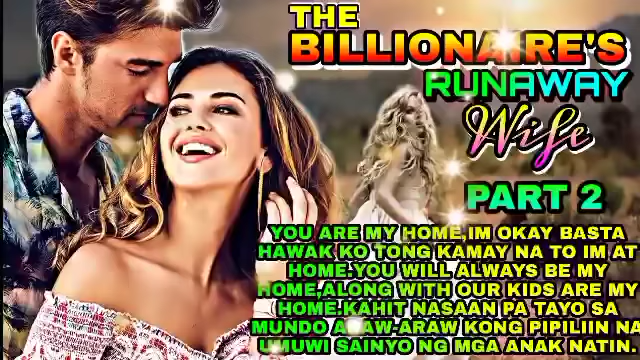 THE
BILLIONAIRE'S
RUNAWAY
Wife
PART 2
YOU ARE MY HOME,IM OKAY BASTA
HAWAK KO TONG KAMAY NA TO IM AT
HOME.YOU WILL ALWAYS BE MY
HOME,ALONG WITH OUR KIDS ARE MY
HOME.KAHIT NASAAN PA TAYO SA
MUNDO ARAW-ARAW KONG PIPILIIN NA
UMUWI SAINYO NG MGA ANAK NATIN.